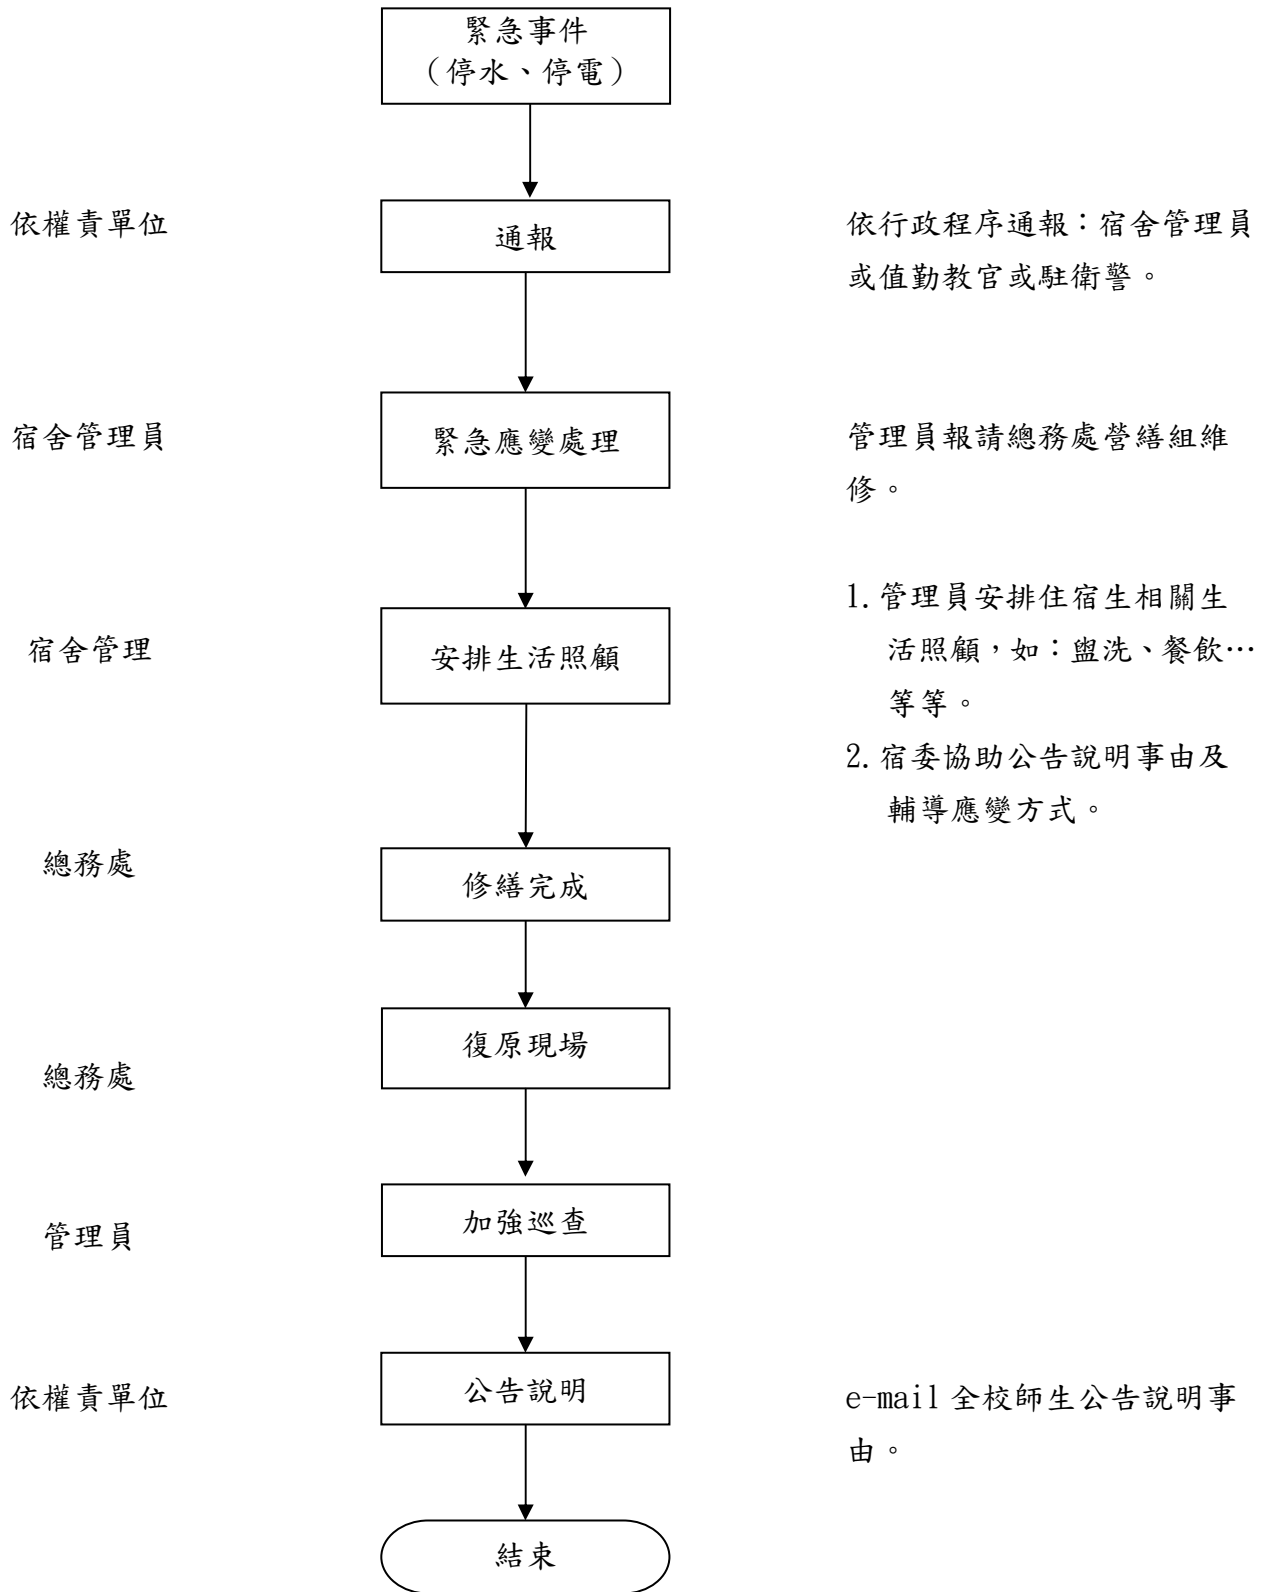 緊急事件
（停水、停電）
依權責單位
通報
依行政程序通報：宿舍管理員
或值勤教官或駐衛警。
宿舍管理員
緊急應變處理
管理員報請總務處營繕組維
修。
宿舍管理
安排生活照顧
1.管理員安排住宿生相關生
活照顧，如：盥洗、餐飲…
等等。
2.宿委協助公告說明事由及
輔導應變方式。
總務處
修繕完成
總務處
復原現場
管理員
加強巡查
依權責單位
公告說明
e-mail 全校師生公告說明事
由。
結束